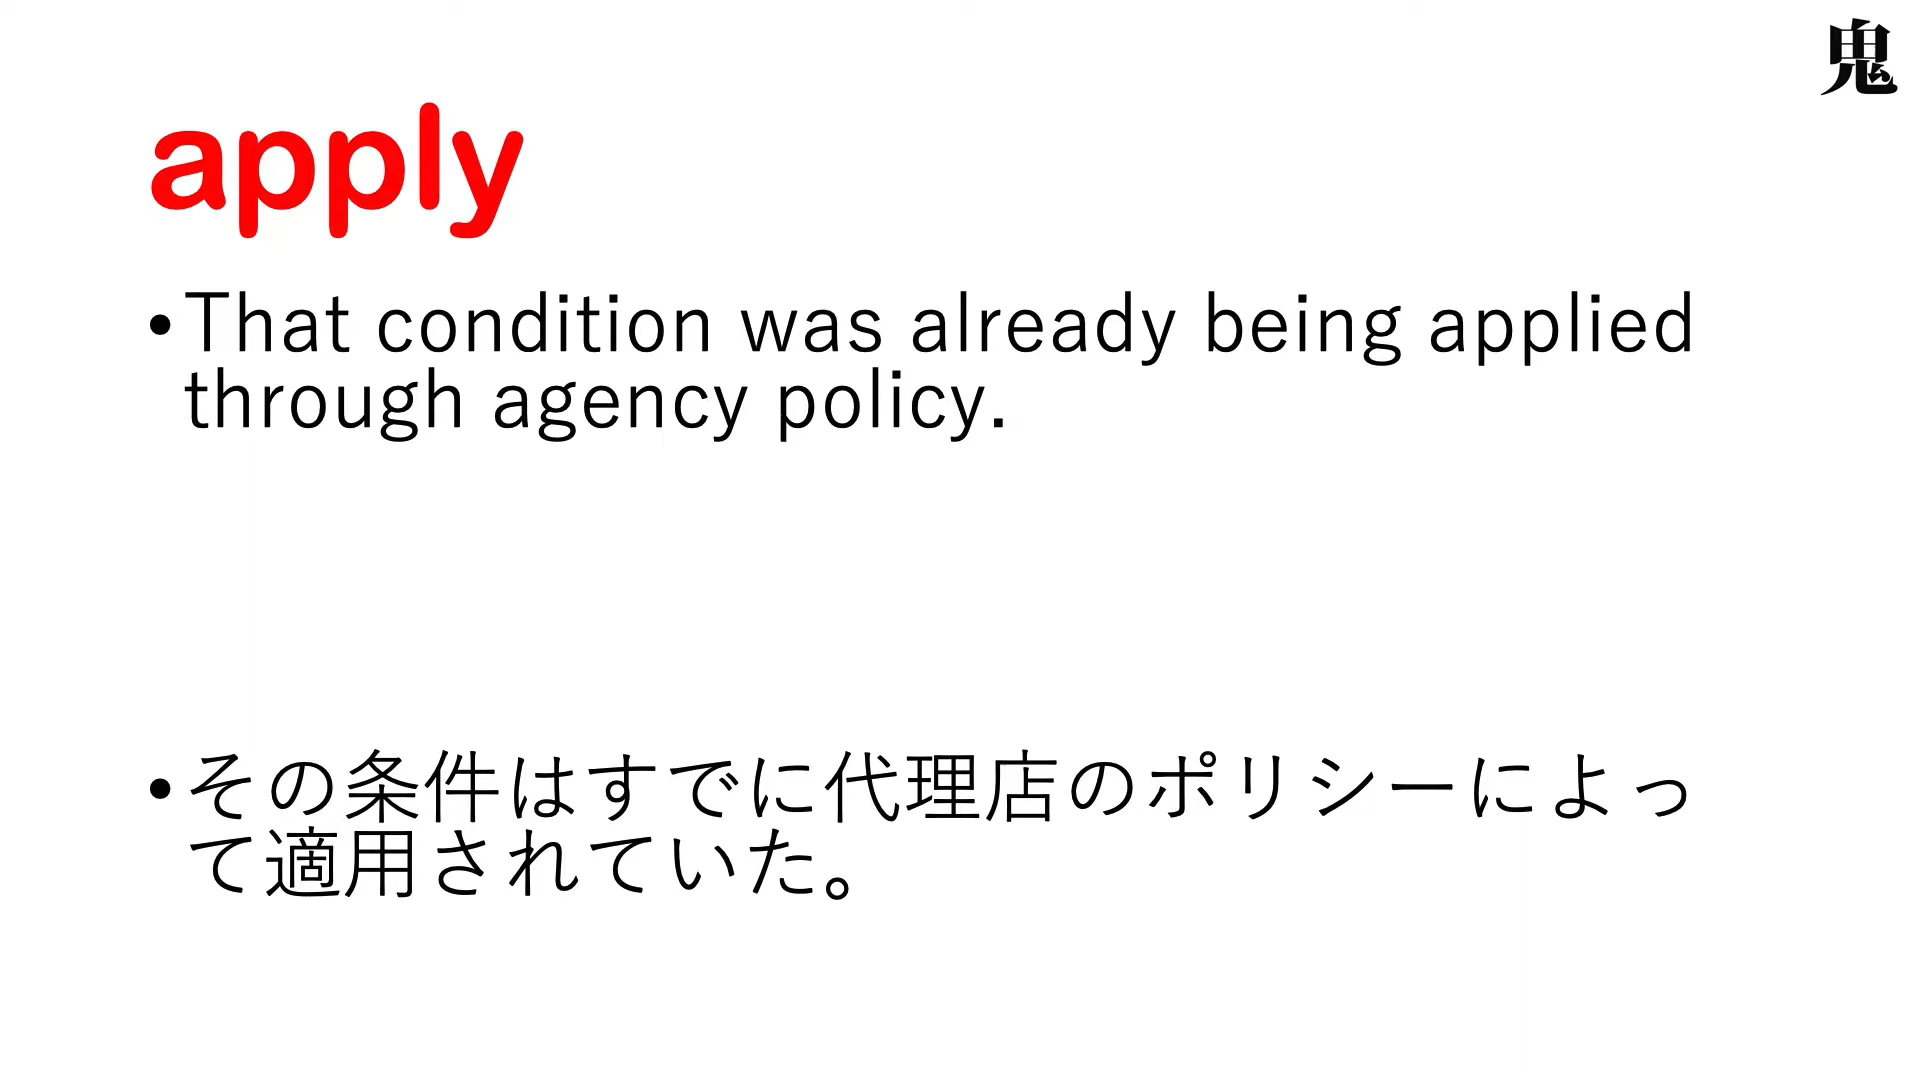 鬼
apply
•That condition was already being applied
through agency policy.
•その条件はすでに代理店のポリシーによっ
て適用されていた。